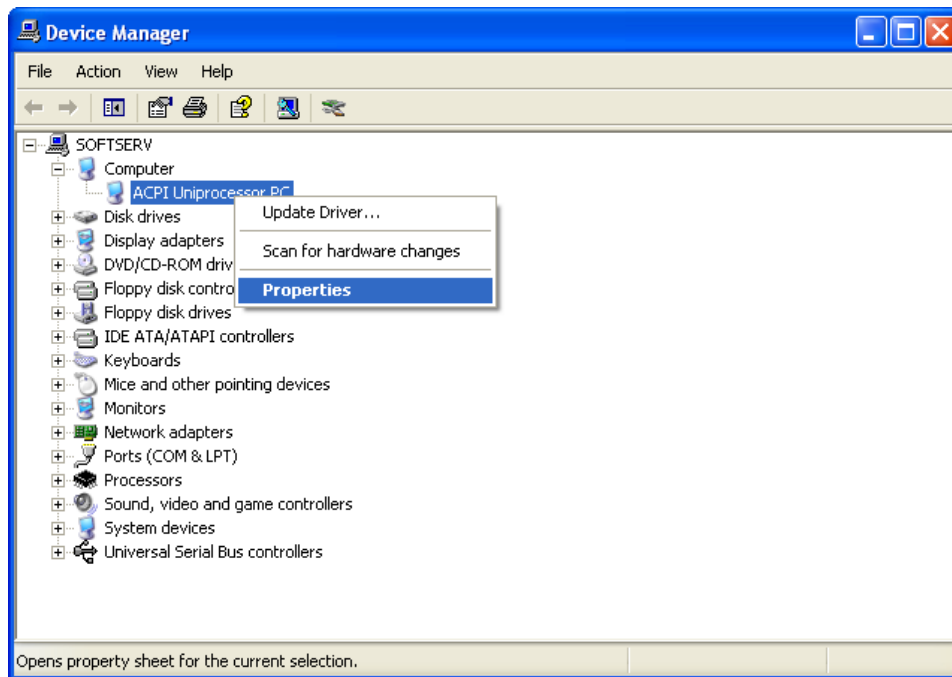 Device Manager
File Action View Help
SOFTSERV
Computer
ACPI Uniprocessor PC
Update Driver...
Disk drives
Display adapters
Scan for hardware changes
DVD/CD-ROM driv
Floppy disk contro
Properties
Floppy disk drives
IDE ATA/ATAPI controllers
Keyboards
Mice and other pointing devices
Monitors
Network adapters
Ports (COM & LPT)
Processors
Sound, video and game controllers
System devices
Universal Serial Bus controllers
Opens property sheet for the current selection.